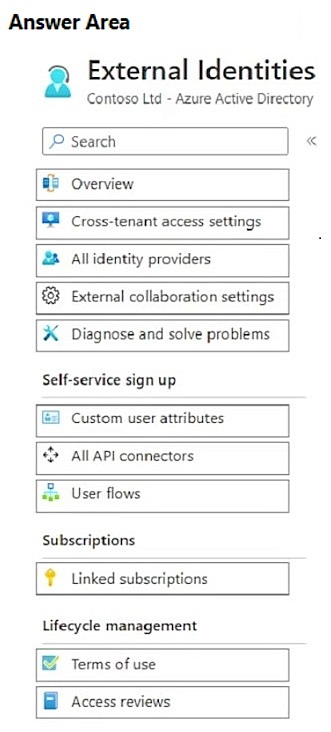 Answer Area
External Identities
Contoso Ltd - Azure Active Directory
Search
Overview
Cross-tenant access settings
All identity providers
External collaboration settings
Diagnose and solve problems
Self-service sign up
Custom user attributes
All API connectors
User flows
Subscriptions
Linked subscriptions
Lifecycle management
Terms of use
Access reviews